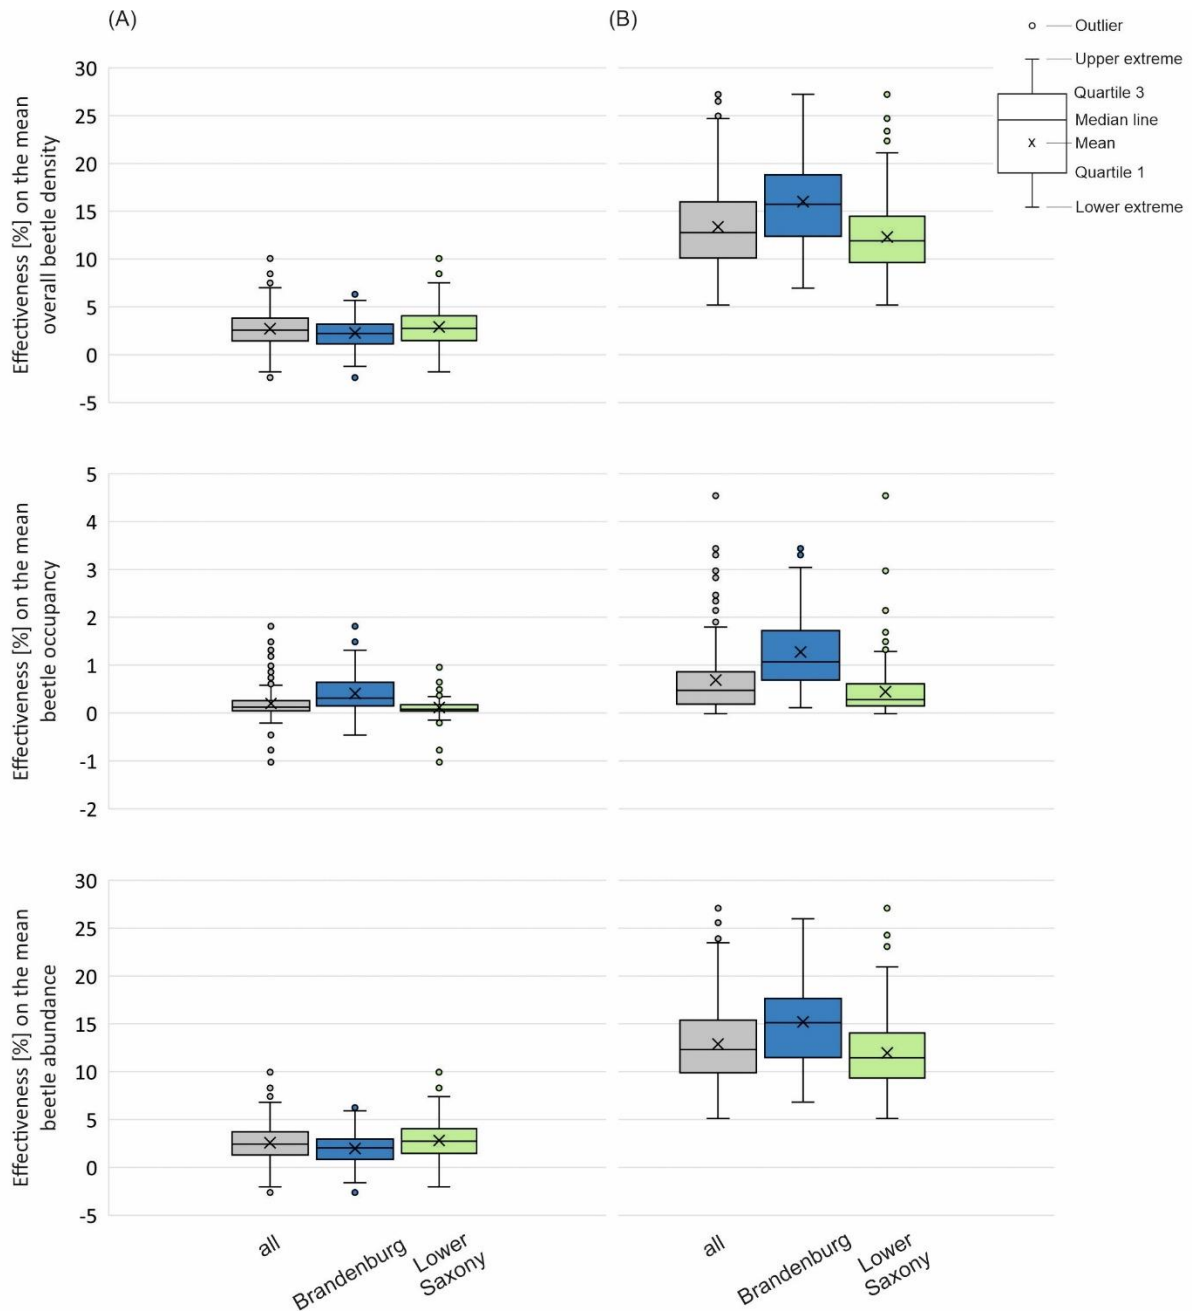 (A)
(B)
Outlier
Upper extreme
Quartile 3
Median line
Mean
Quartile 1
Lower extreme
Effectiveness [%] on the mean
overall beetle density
30
25
20
15
10
5
0
-5
Effectiveness [%] on the mean
beetle occupancy
5
4
3
2
1
0
-1
-2
Effectiveness [%] on the mean
beetle abundance
30
25
20
15
10
5
0
-5
all
Brandenburg
Lower
Saxony
all
Brandenburg
Lower
Saxony